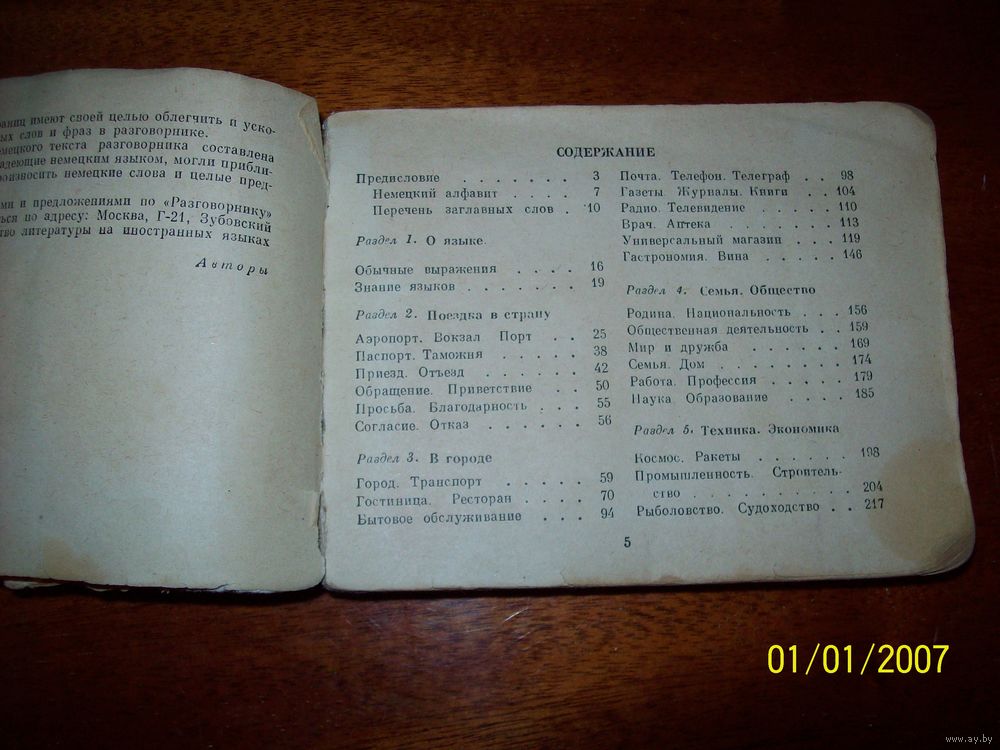 раниц имеют своей целью облегчить и уско-
ых слов и фраз в разговорнике.
емецкого текста разговорника составлена
адеющие немецким языком, могли прибли-
роизносить немецкие слова и целые пред-
ями и предложениями по «Разговорнику»
ться по адресу: Москва, Г-21, Зубовский
тво литературы на иностранных языках
Авторы
СОДЕРЖАНИЕ
Предисловие . . . . . . . 3
Немецкий алфавит . . . . 7
Перечень заглавных слов . 10
Раздел 1. О языке.
Обычные выражения . . . . 16
Знание языков . . . . . . . 19
Раздел 2. Поездка в страну
Аэропорт. Вокзал Порт . . 25
Паспорт. Таможня . . . . . 38
Приезд. Отъезд . . . . . . 42
Обращение. Приветствие . . 50
Просьба. Благодарность . . . 55
Согласие. Отказ . . . . . . 56
Раздел 3. В городе
Город. Транспорт . . . . . 59
Гостиница. Ресторан . . . . 70
Бытовое обслуживание . . . 94
Почта. Телефон. Телеграф . . 98
Газеты. Журналы. Книги . . 104
Радио. Телевидение . . . . . 110
Врач. Аптека . . . . . . . 113
Универсальный магазин . . . 119
Гастрономия. Вина . . . . . 146
Раздел 4. Семья. Общество
Родина. Национальность . . . 156
Общественная деятельность . . 159
Мир и дружба . . . . . . 169
Семья. Дом . . . . . . . . 174
Работа. Профессия . . . . . 179
Наука. Образование . . . . 185
Раздел 5. Техника. Экономика
Космос. Ракеты . . . . . . 198
Промышленность. Строитель-
ство . . . . . . . . . . 204
Рыболовство. Судоходство . . 217
5
01/01/2007
www.ay.by